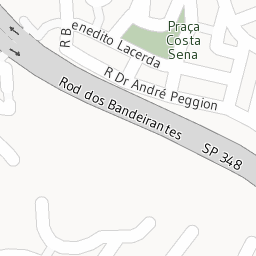 Praça
Costa
Sena
R Benedito Lacerda
R Dr André Peggion
Rod dos Bandeirantes
SP 348